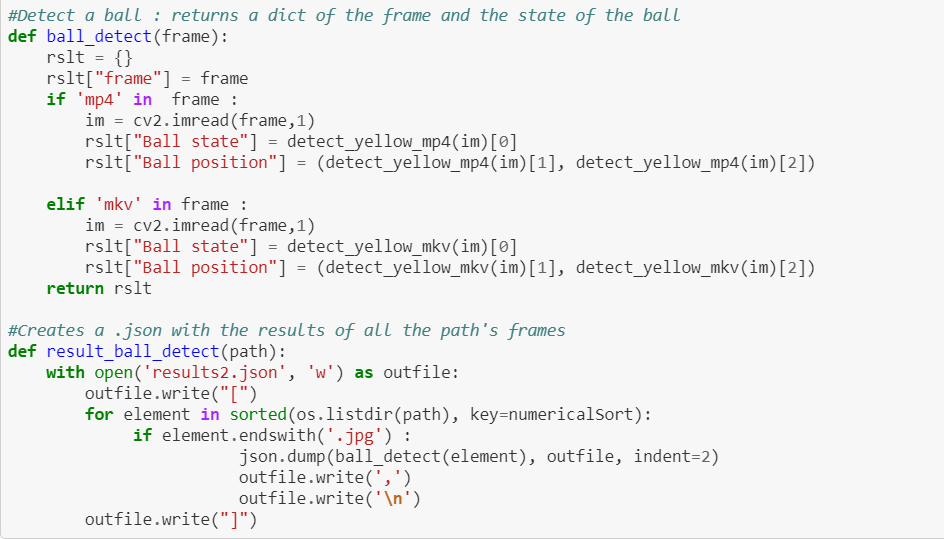 #Detect a ball : returns a dict of the frame and the state of the ball
def ball_detect(frame):
    rslt = {}
    rslt["frame"] = frame
    if 'mp4' in  frame :
        im = cv2.imread(frame,1)
        rslt["Ball state"] = detect_yellow_mp4(im)[0]
        rslt["Ball position"] = (detect_yellow_mp4(im)[1], detect_yellow_mp4(im)[2])

    elif 'mkv' in frame :
        im = cv2.imread(frame,1)
        rslt["Ball state"] = detect_yellow_mkv(im)[0]
        rslt["Ball position"] = (detect_yellow_mkv(im)[1], detect_yellow_mkv(im)[2])
    return rslt

#Creates a .json with the results of all the path's frames
def result_ball_detect(path):
    with open('results2.json', 'w') as outfile:
        outfile.write("[")
        for element in sorted(os.listdir(path), key=numericalSort):
             if element.endswith('.jpg') :
                        json.dump(ball_detect(element), outfile, indent=2)
                        outfile.write(',')
                        outfile.write('\n')
        outfile.write("]")